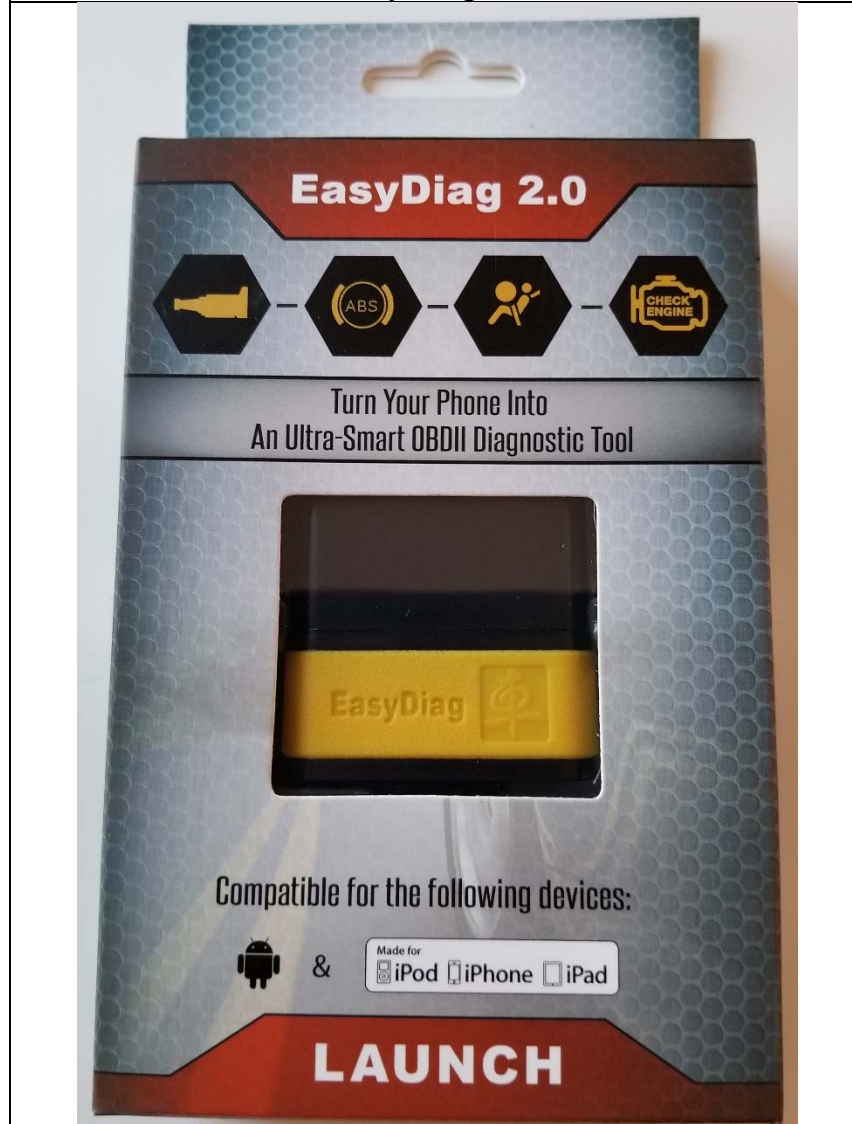 EasyDiag 2.0
ABS
CHECK
ENGINE
Turn Your Phone Into
An Ultra-Smart OBDII Diagnostic Tool
EasyDiag
Compatible for the following devices:
&
Made for
iPod iPhone iPad
LAUNCH